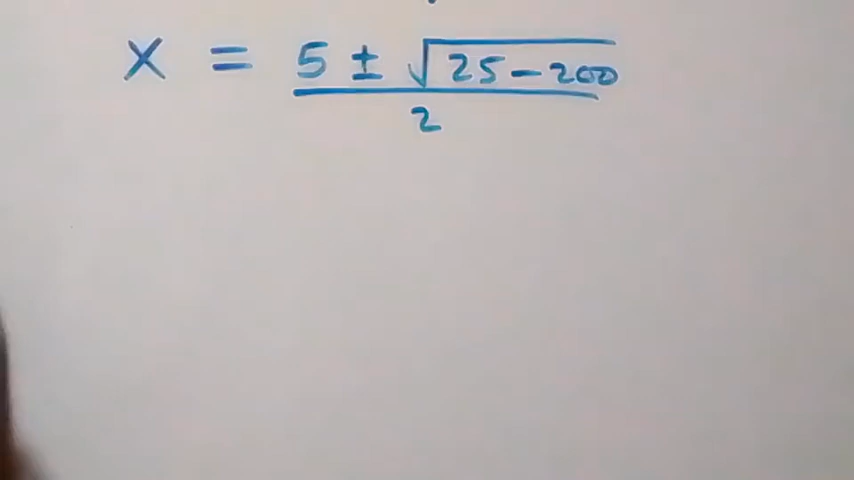 x = 5 ± √25-200
2